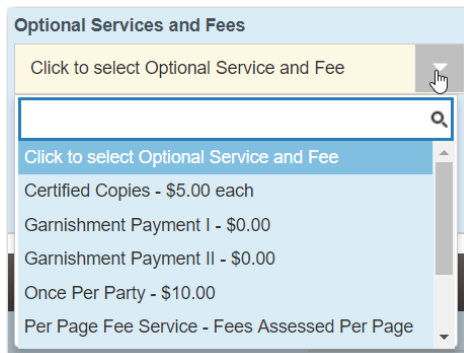 Optional Services and Fees
Click to select Optional Service and Fee
Click to select Optional Service and Fee
Certified Copies - $5.00 each
Garnishment Payment I - $0.00
Garnishment Payment II - $0.00
Once Per Party - $10.00
Per Page Fee Service - Fees Assessed Per Page